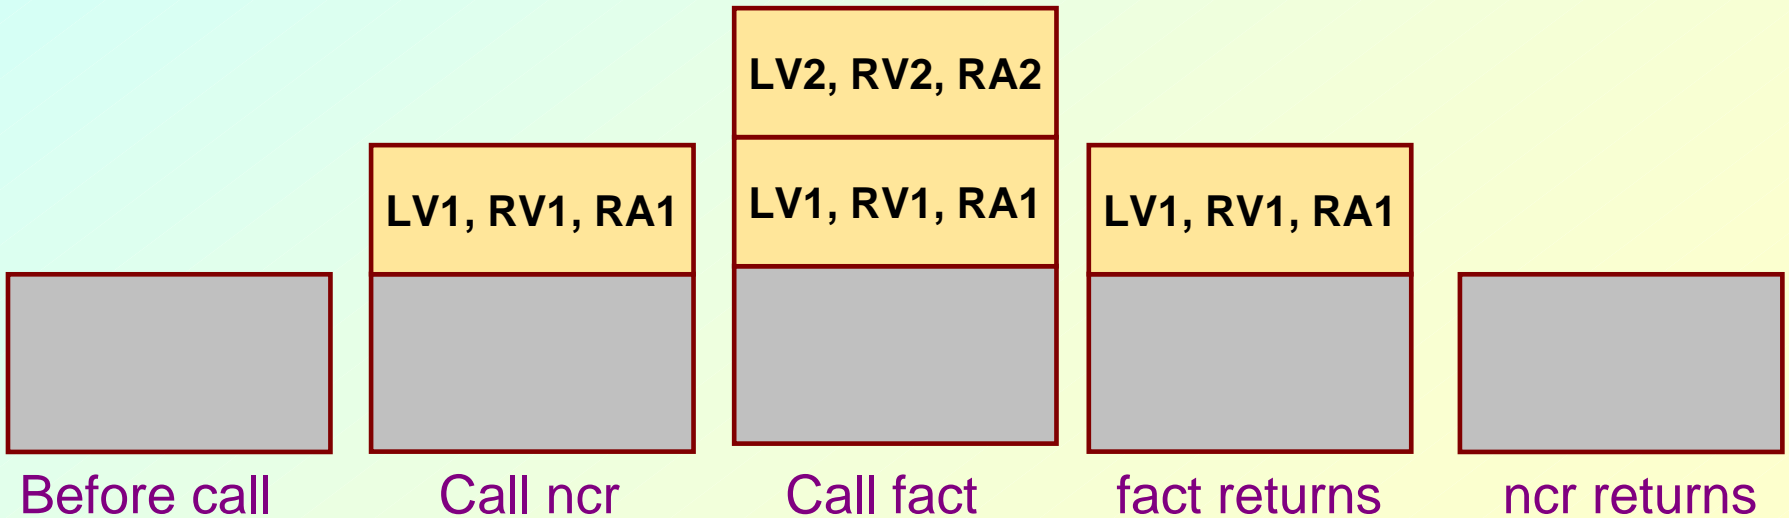 LV2, RV2, RA2
LV1, RV1, RA1
LV1, RV1, RA1
LV1, RV1, RA1
Before call
Call ncr
Call fact
fact returns
ncr returns